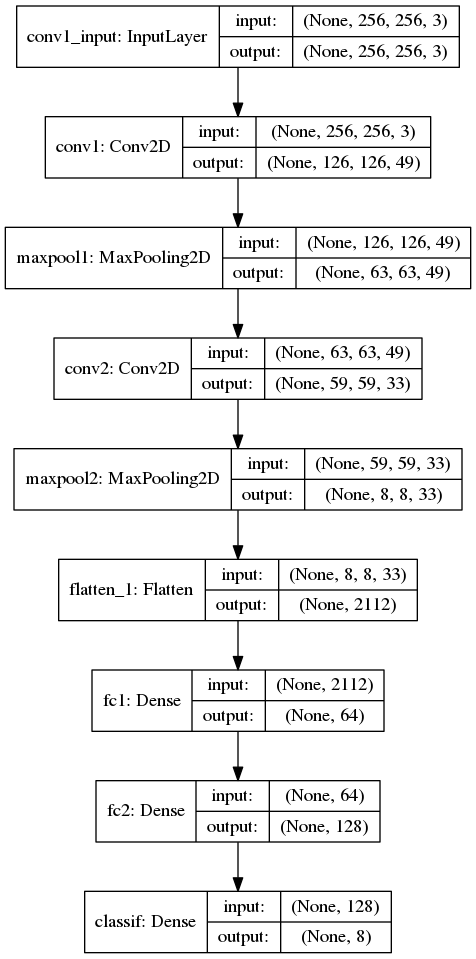 conv1_input: InputLayer
input: (None, 256, 256, 3)
output: (None, 256, 256, 3)
conv1: Conv2D
input: (None, 256, 256, 3)
output: (None, 126, 126, 49)
maxpool1: MaxPooling2D
input: (None, 126, 126, 49)
output: (None, 63, 63, 49)
conv2: Conv2D
input: (None, 63, 63, 49)
output: (None, 59, 59, 33)
maxpool2: MaxPooling2D
input: (None, 59, 59, 33)
output: (None, 8, 8, 33)
flatten_1: Flatten
input: (None, 8, 8, 33)
output: (None, 2112)
fc1: Dense
input: (None, 2112)
output: (None, 64)
fc2: Dense
input: (None, 64)
output: (None, 128)
classif: Dense
input: (None, 128)
output: (None, 8)